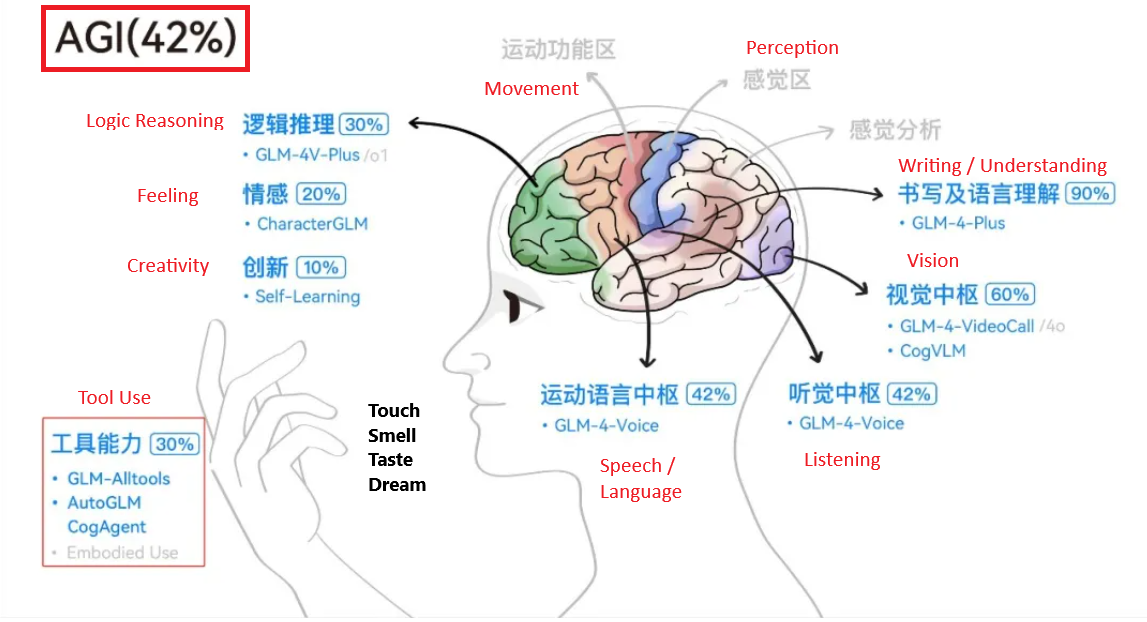 AGI(42%)
运动功能区
Movement
Perception
感觉区
感觉分析
Logic Reasoning
逻辑推理 30%
• GLM-4V-Plus /o1
Feeling
情感 20%
• CharacterGLM
Creativity
创新 10%
• Self-Learning
Writing / Understanding
书写及语言理解 90%
• GLM-4-Plus
Vision
视觉中枢 60%
• GLM-4-VideoCall /4o
• CogVLM
Tool Use
工具能力 30%
• GLM-Alltools
• AutoGLM
CogAgent
• Embodied Use
Touch
Smell
Taste
Dream
运动语言中枢 42%
• GLM-4-Voice
Speech /
Language
听觉中枢 42%
• GLM-4-Voice
Listening